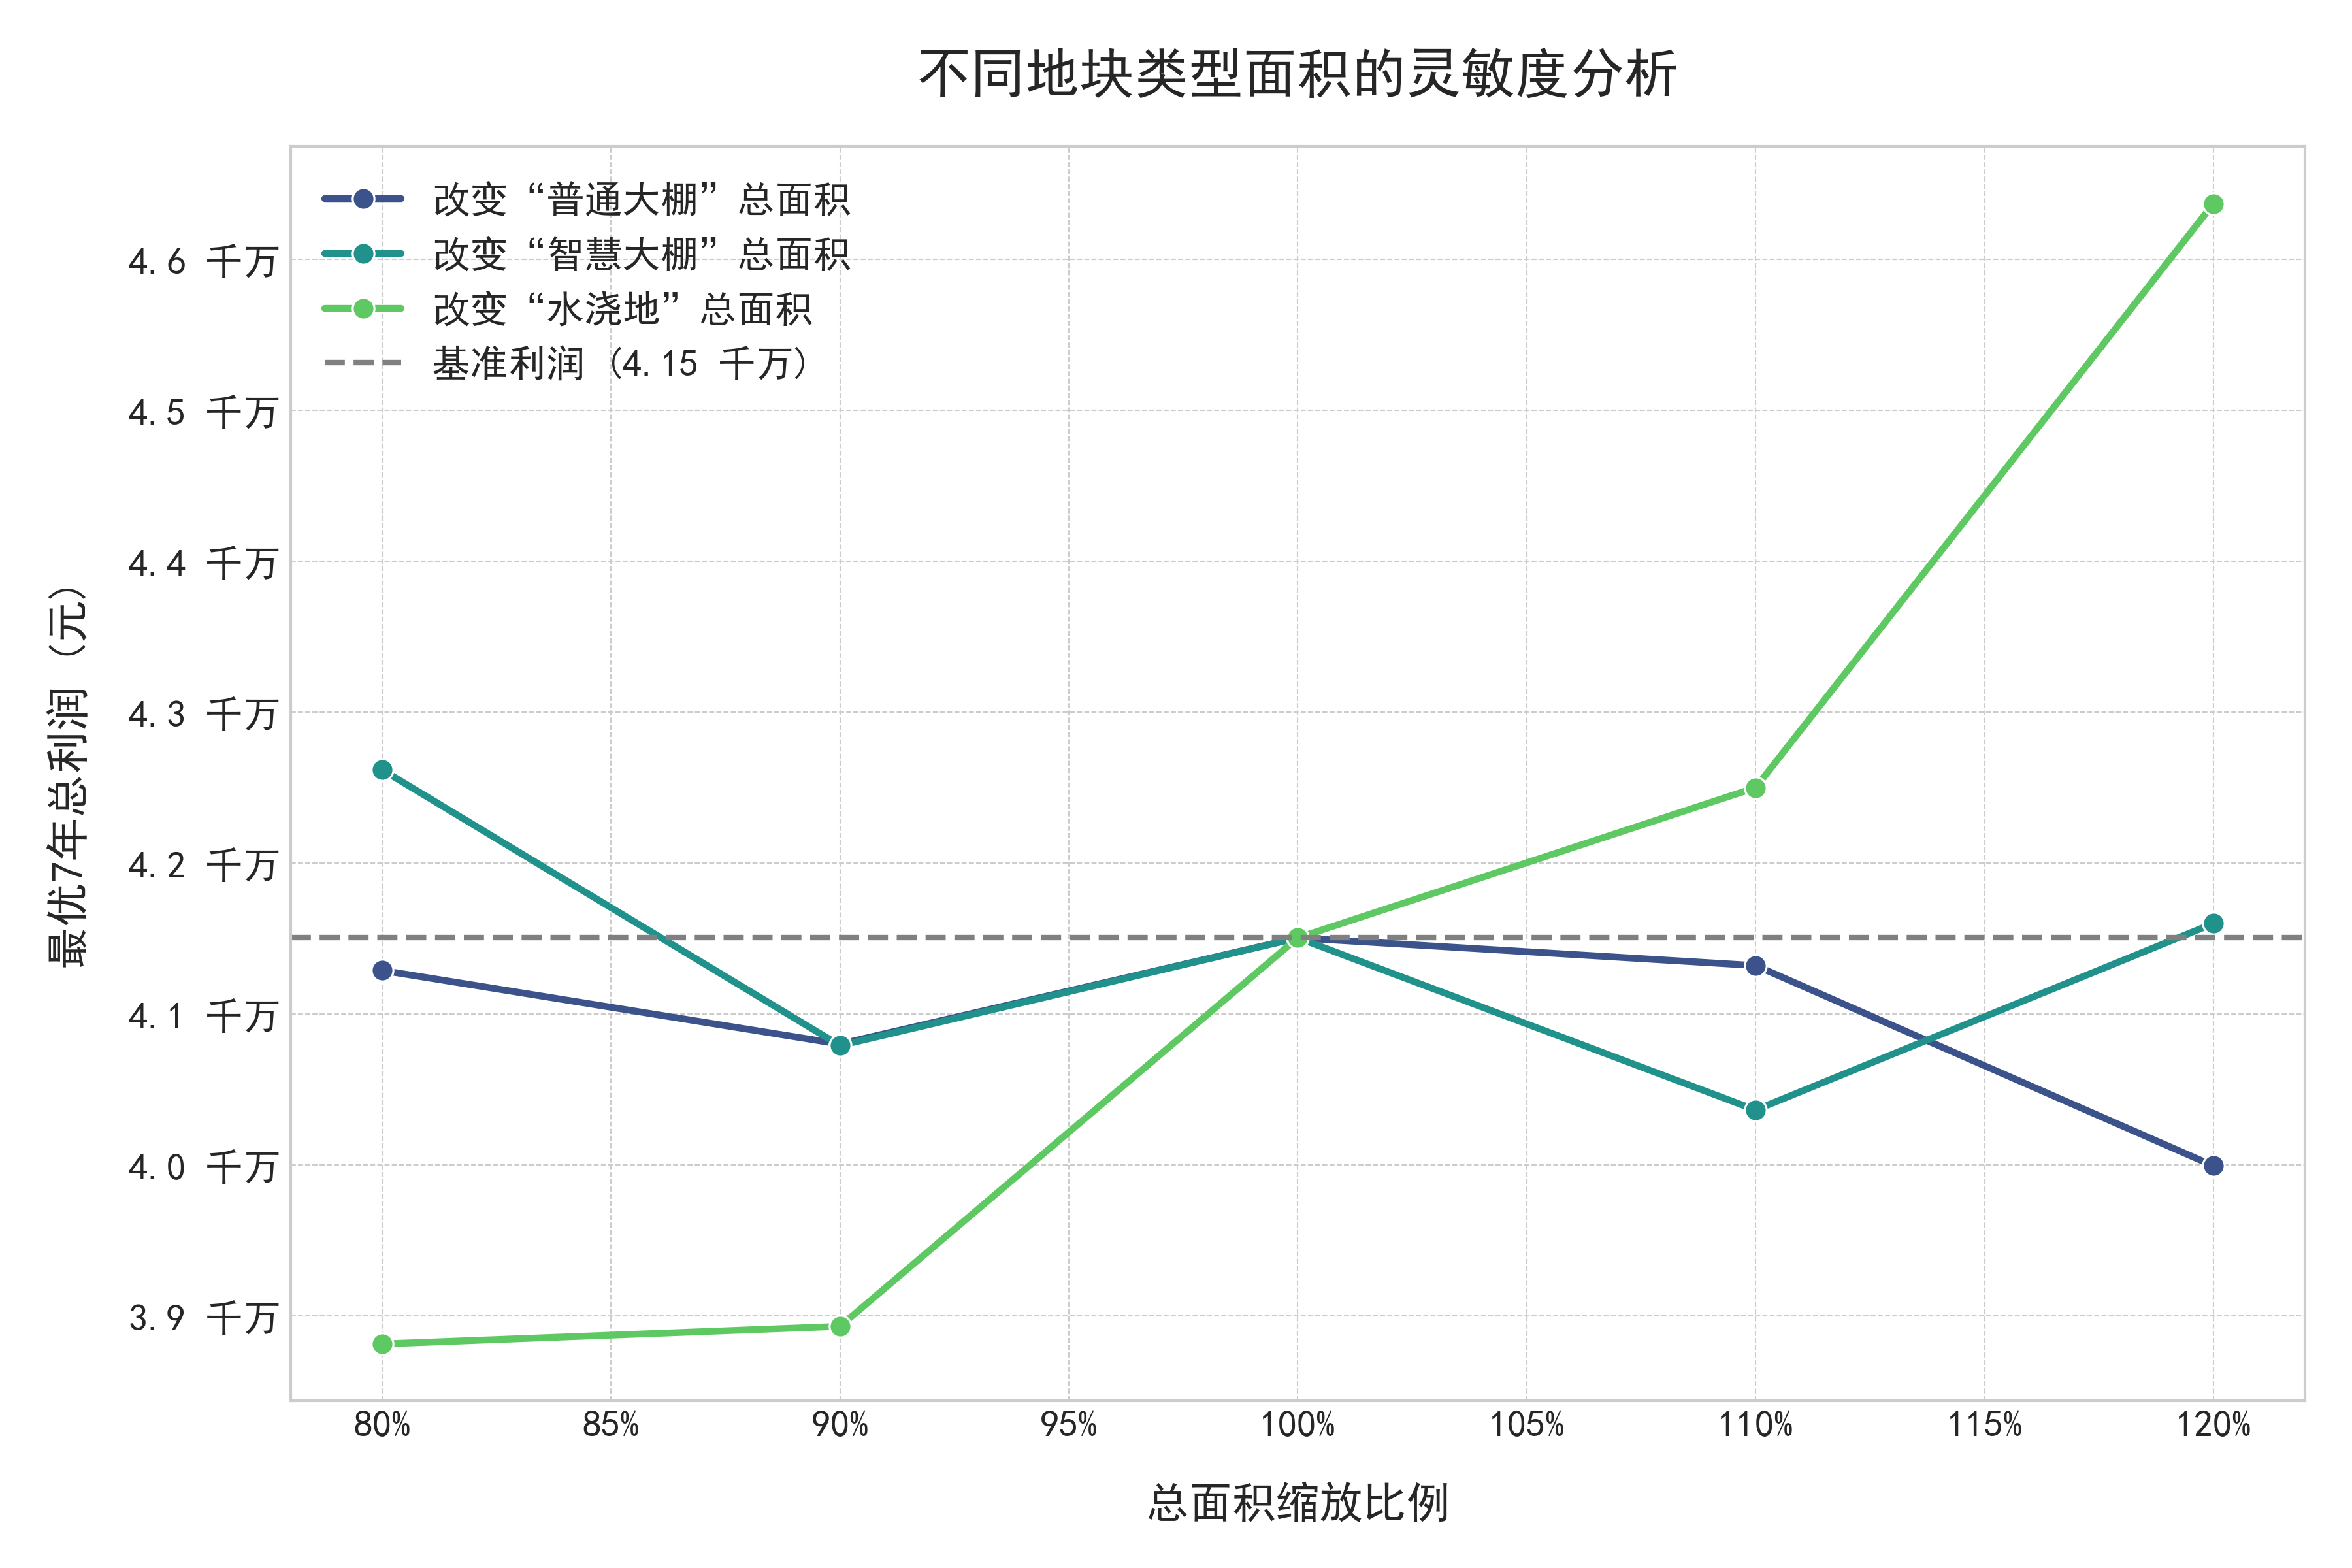 不同地块类型面积的灵敏度分析
改变 “普通大棚” 总面积
改变 “智慧大棚” 总面积
改变 “水浇地” 总面积
基准利润 (4.15 千万)
4.6 千万
4.5 千万
4.4 千万
4.3 千万
4.2 千万
4.1 千万
4.0 千万
3.9 千万
最优7年总利润 (元)
80% 85% 90% 95% 100% 105% 110% 115% 120%
总面积缩放比例